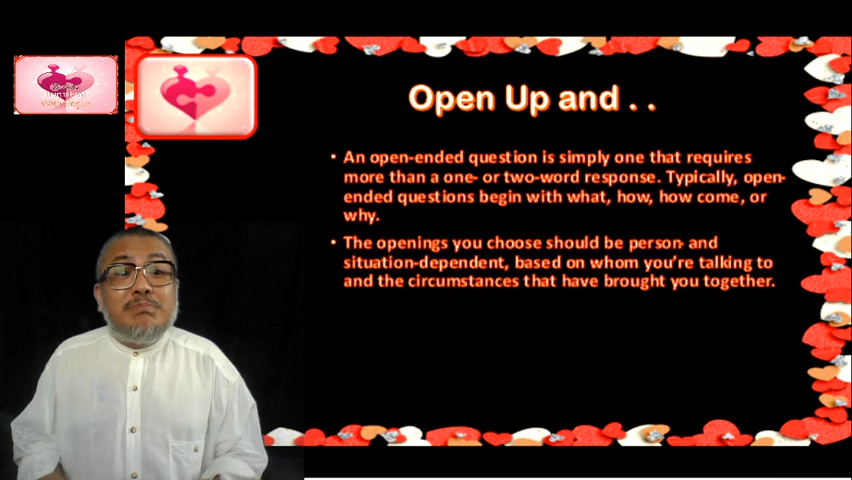 Open Up and . .
• An open-ended question is simply one that requires
more than a one- or two-word response. Typically, open-
ended questions begin with what, how, how come, or
why.
• The openings you choose should be person- and
situation-dependent, based on whom you're talking to
and the circumstances that have brought you together.